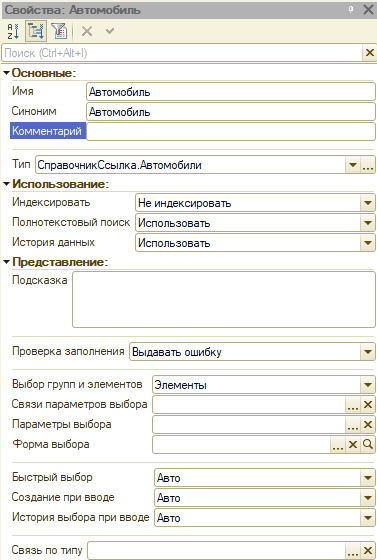 Свойства: Автомобиль
Поиск (Ctrl+Alt+I)
Основные:
Имя Автомобиль
Синоним Автомобиль
Комментарий
Тип СправочникСсылка.Автомобили ...
Использование:
Индексировать Не индексировать
Полнотекстовый поиск Использовать
История данных Использовать
Представление:
Подсказка
Проверка заполнения Выдавать ошибку
Выбор групп и элементов Элементы
Связи параметров выбора ...
Параметры выбора ...
Форма выбора ...
Быстрый выбор Авто
Создание при вводе Авто
История выбора при вводе Авто
Связь по типу ...